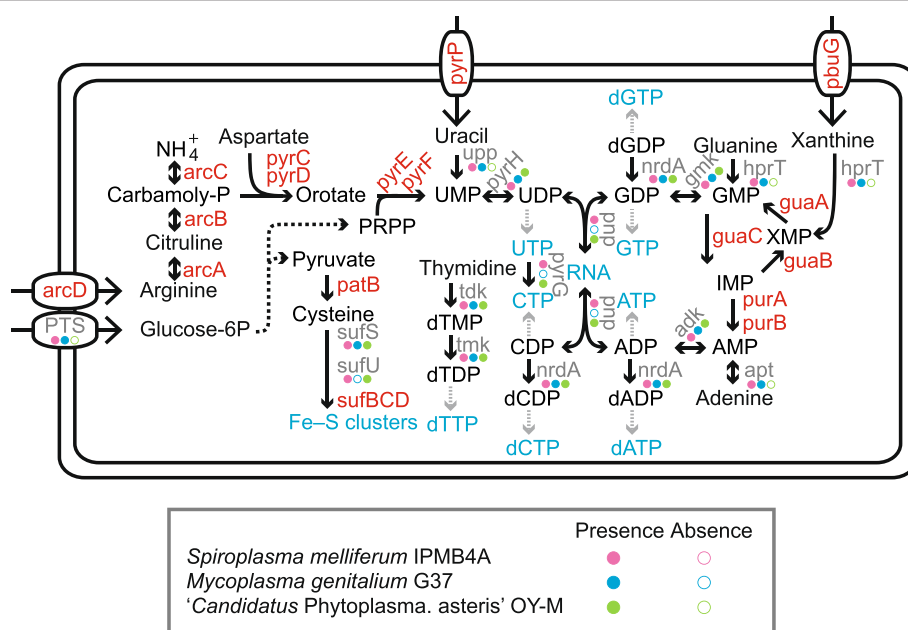 pyrP
pbuG
dGTP
NH4+
Aspartate
Uracil
dGDP
Gluanine
Xanthine
arcC
pyrC
pyrD
pyrE
pyrF
upp
pyrH
nrdA
gmk
hprT
hprT
Carbamoly-P
Orotate
UMP
UDP
GDP
GMP
guaA
arcB
PRPP
pnp
guaC
XMP
Citruline
UTP
GTP
guaB
arcA
Pyruvate
Thymidine
pyrG
RNA
IMP
arcD
Arginine
patB
tdk
CTP
pnp
ATP
purA
PTS
Glucose-6P
Cysteine
dTMP
adk
purB
sufS
tmk
CDP
ADP
AMP
sufU
dTDP
nrdA
nrdA
apt
sufBCD
dCDP
dADP
Adenine
Fe–S clusters
dTTP
dCTP
dATP
Presence Absence
Spiroplasma melliferum IPMB4A
Mycoplasma genitalium G37
‘Candidatus Phytoplasma. asteris’ OY-M